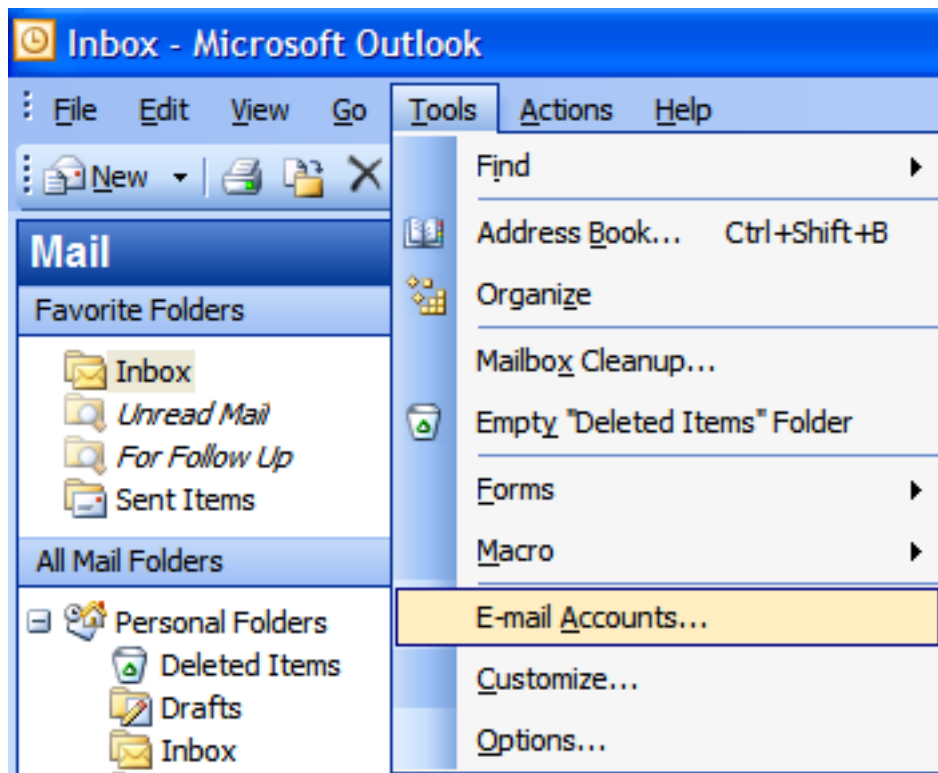 Inbox - Microsoft Outlook
File Edit View Go Tools Actions Help
New
Mail
Favorite Folders
Inbox
Unread Mail
For Follow Up
Sent Items
All Mail Folders
Personal Folders
Deleted Items
Drafts
Inbox
Find
Address Book... Ctrl+Shift+B
Organize
Mailbox Cleanup...
Empty "Deleted Items" Folder
Forms
Macro
E-mail Accounts...
Customize...
Options...